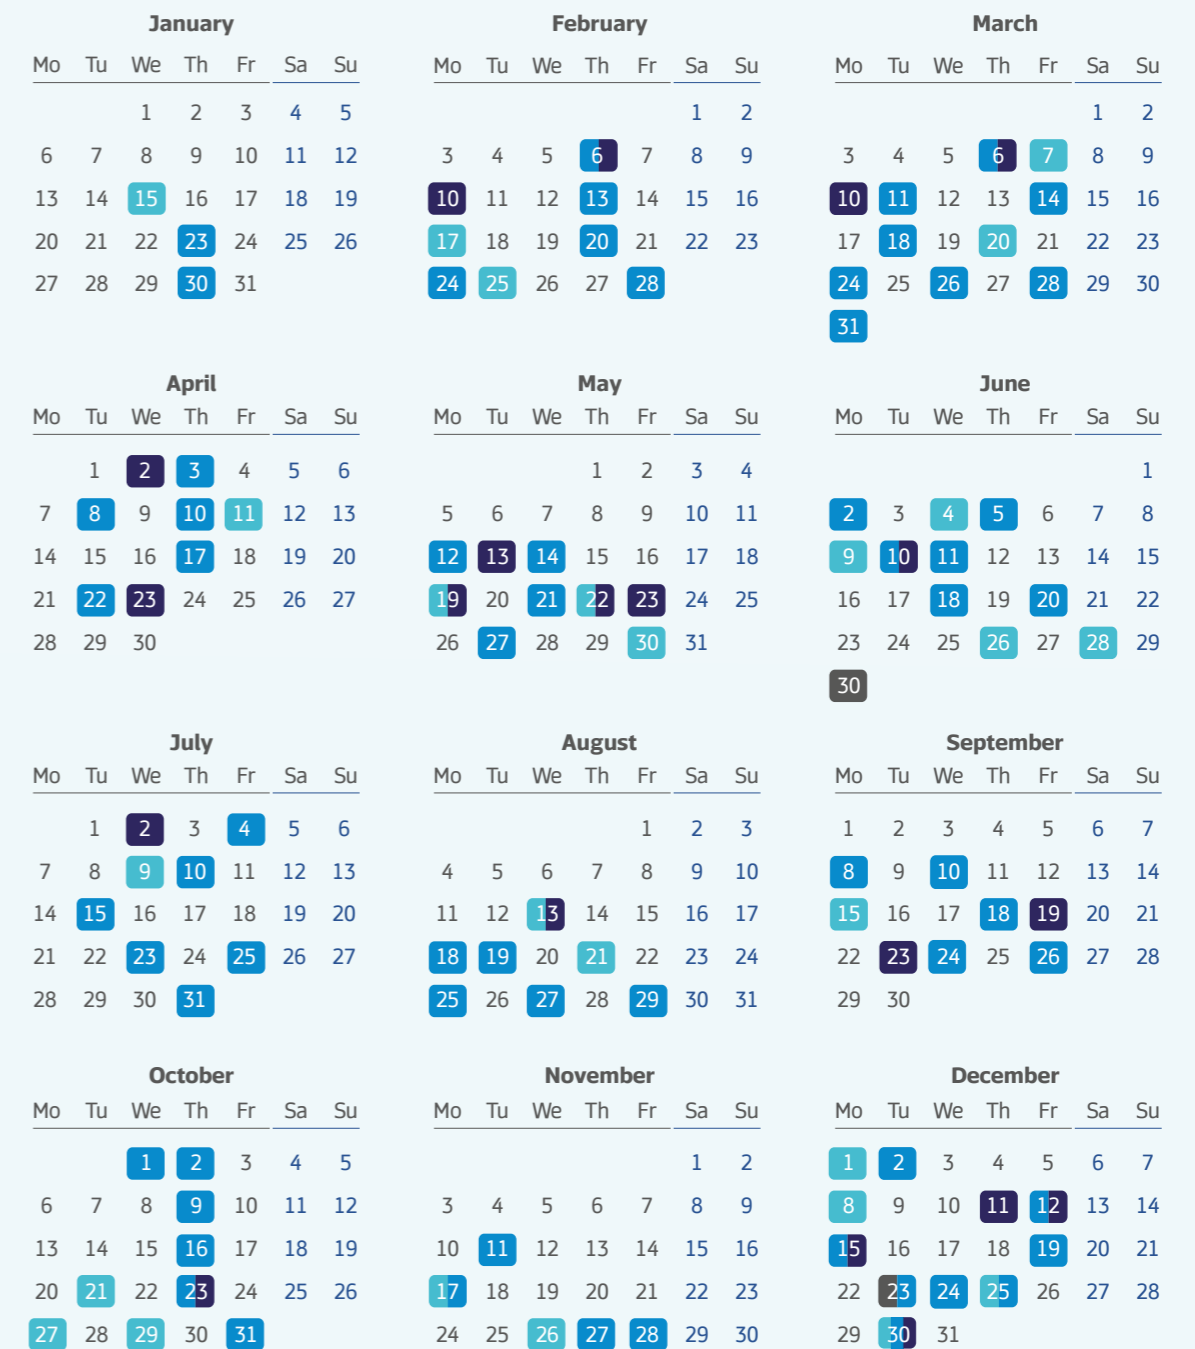 January February March
Mo Tu We Th Fr Sa Su Mo Tu We Th Fr Sa Su Mo Tu We Th Fr Sa Su
1 2 3 4 5 1 2 1 2
6 7 8 9 10 11 12 3 4 5 6 7 8 9 3 4 5 6 7 8 9
13 14 15 16 17 18 19 10 11 12 13 14 15 16 10 11 12 13 14 15 16
20 21 22 23 24 25 26 17 18 19 20 21 22 23 17 18 19 20 21 22 23
27 28 29 30 31 24 25 26 27 28 24 25 26 27 28 29 30
31
April May June
Mo Tu We Th Fr Sa Su Mo Tu We Th Fr Sa Su Mo Tu We Th Fr Sa Su
1 2 3 4 5 6 1 2 3 4 1
7 8 9 10 11 12 13 5 6 7 8 9 10 11 2 3 4 5 6 7 8
14 15 16 17 18 19 20 12 13 14 15 16 17 18 9 10 11 12 13 14 15
21 22 23 24 25 26 27 19 20 21 22 23 24 25 16 17 18 19 20 21 22
28 29 30 26 27 28 29 30 31 23 24 25 26 27 28 29
30
July August September
Mo Tu We Th Fr Sa Su Mo Tu We Th Fr Sa Su Mo Tu We Th Fr Sa Su
1 2 3 4 5 6 1 2 3 1 2 3 4 5 6 7
7 8 9 10 11 12 13 4 5 6 7 8 9 10 8 9 10 11 12 13 14
14 15 16 17 18 19 20 11 12 13 14 15 16 17 15 16 17 18 19 20 21
21 22 23 24 25 26 27 18 19 20 21 22 23 24 22 23 24 25 26 27 28
28 29 30 31 25 26 27 28 29 30 31 29 30
October November December
Mo Tu We Th Fr Sa Su Mo Tu We Th Fr Sa Su Mo Tu We Th Fr Sa Su
1 2 3 4 5 1 2 1 2 3 4 5 6 7
6 7 8 9 10 11 12 3 4 5 6 7 8 9 8 9 10 11 12 13 14
13 14 15 16 17 18 19 10 11 12 13 14 15 16 15 16 17 18 19 20 21
20 21 22 23 24 25 26 17 18 19 20 21 22 23 22 23 24 25 26 27 28
27 28 29 30 31 24 25 26 27 28 29 30 29 30 31